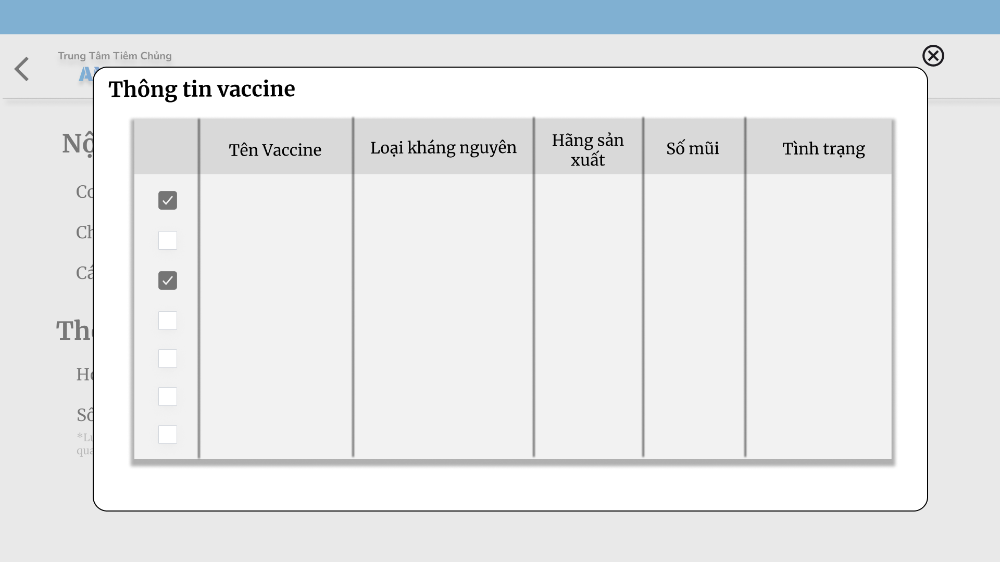 Trung Tâm Tiêm Chủng
Thông tin vaccine
Tên Vaccine
Loại kháng nguyên
Hãng sản
xuất
Số mũi
Tình trạng